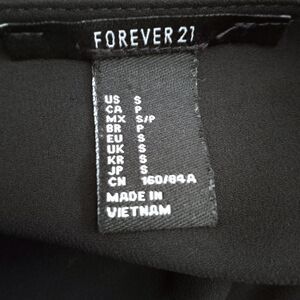 FOREVER 21
US S
CA P
MX S/P
BR P
EU S
UK S
KR S
JP S
CN 160/84A
MADE IN
VIETNAM